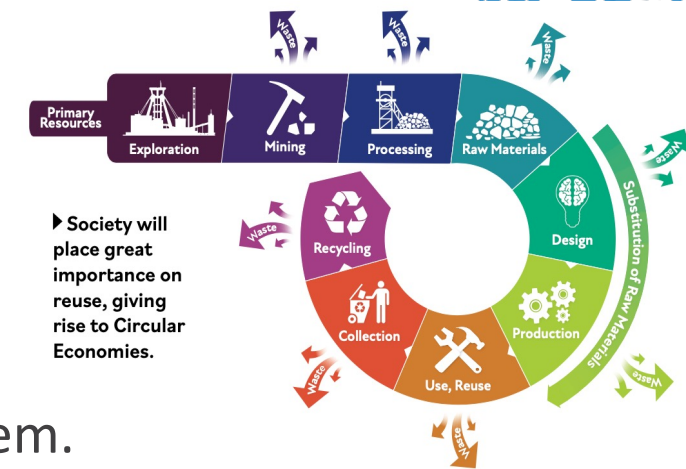 Waste
Waste
Waste
Primary
Resources
Exploration
Mining
Processing
Raw Materials
Waste
Substitution of Raw Materials
Design
Waste
Recycling
▶ Society will
place great
importance on
reuse, giving
rise to Circular
Economies.
Production
Collection
Use, Reuse
Waste
Waste
Waste
em.